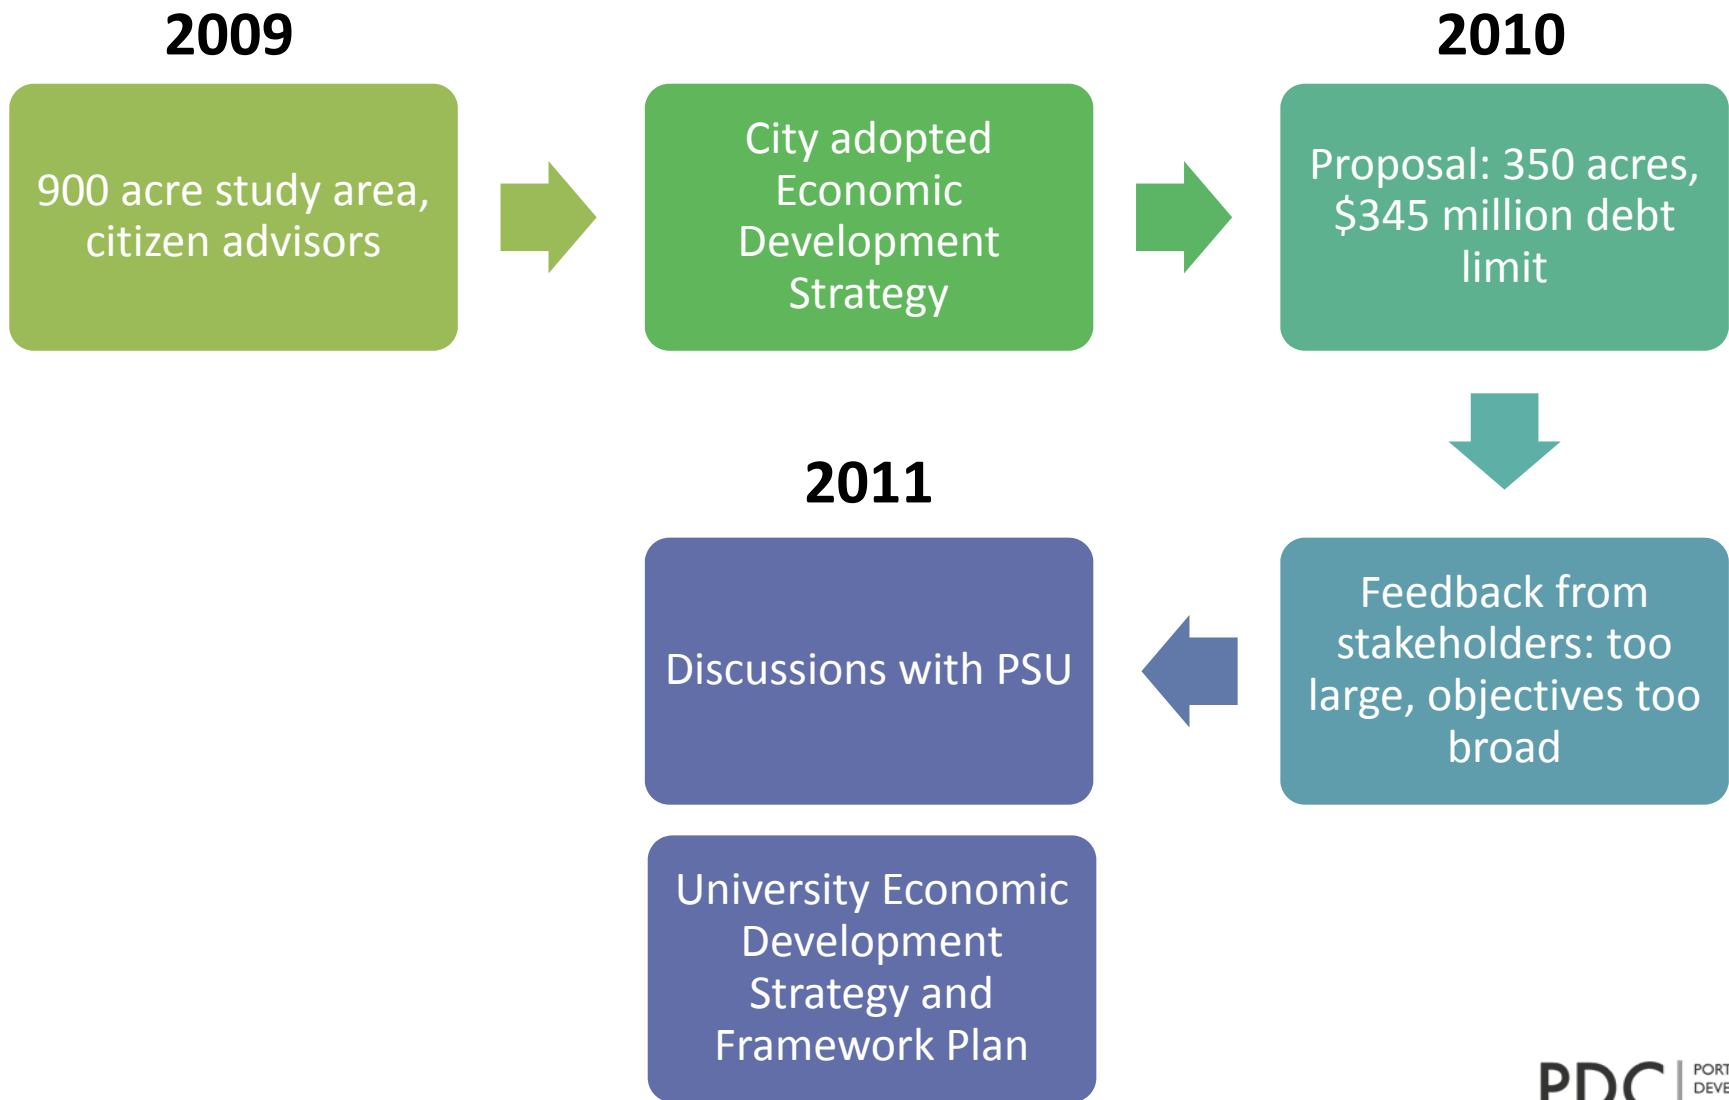 2009
900 acre study area,
citizen advisors
City adopted
Economic
Development
Strategy
2010
Proposal: 350 acres,
$345 million debt
limit
Feedback from
stakeholders: too
large, objectives too
broad
2011
Discussions with PSU
University Economic
Development
Strategy and
Framework Plan
PDC